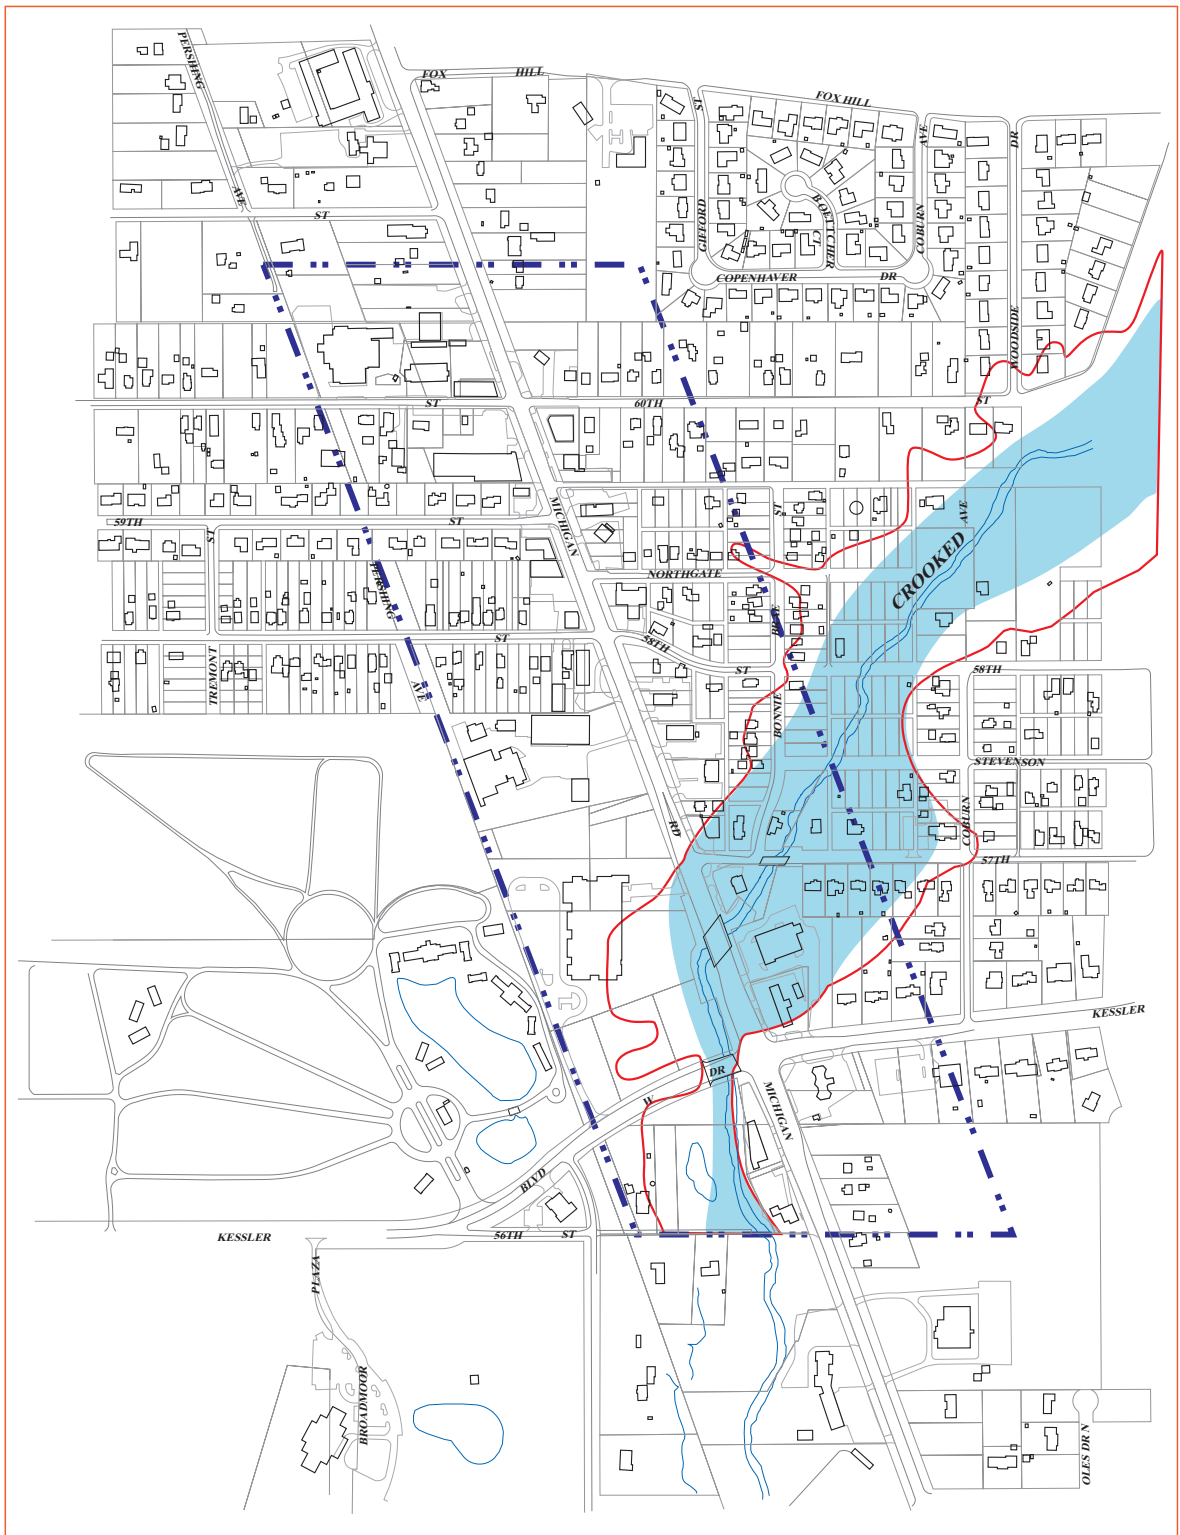 PERSHING
AVE
FOX HILL
ST
FOX HILL
AVE
DR
ST
GIFFORD
BOETTCHER
CT
COBURN
COPENHAVER DR
WOODSIDE
ST
60TH
ST
MICHIGAN
59TH
ST
ST
ST
AVE
CROOKED
PERSHING
NORTHGATE
BRAE
ST
58TH
ST
58TH
TREMONT
AVE
BONNIE
STEVENSON
COBURN
RD
57TH
KESSLER
DR
W
MICHIGAN
BLVD
KESSLER
56TH
ST
PLAZA
BROADMOOR
OLES DR N